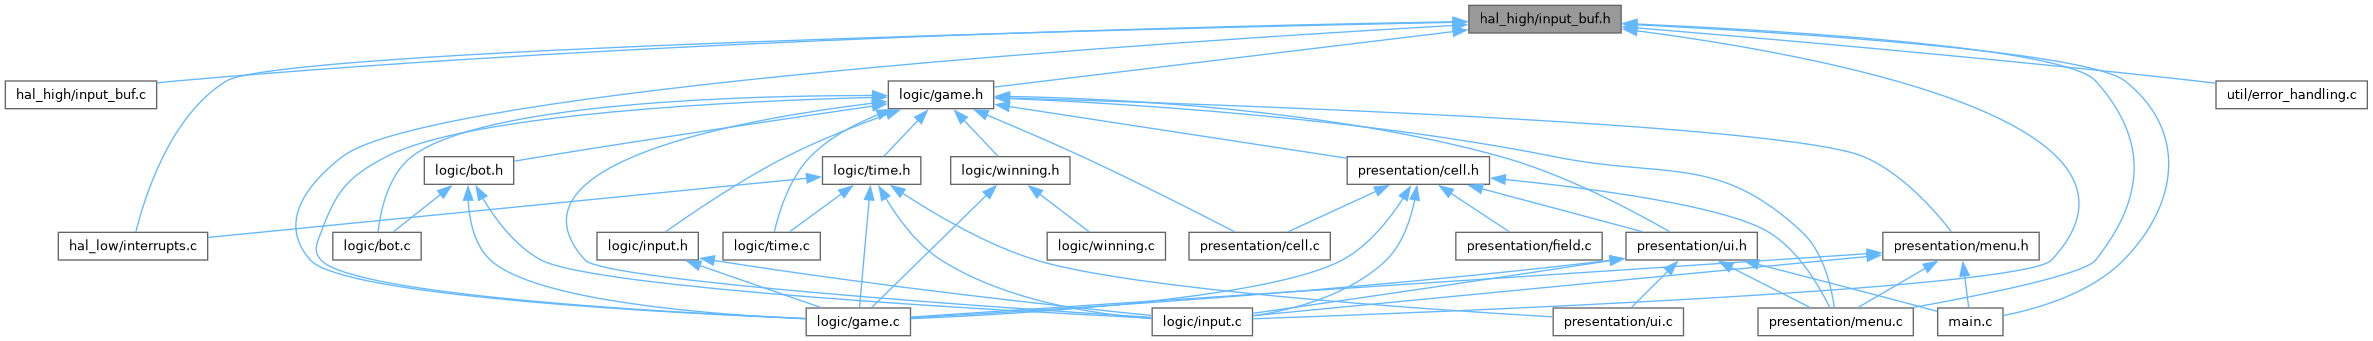 hal_high/input_buf.h
hal_high/input_buf.c
logic/game.h
util/error_handling.c
logic/bot.h
logic/time.h
logic/winning.h
presentation/cell.h
hal_low/interrupts.c
logic/bot.c
logic/input.h
logic/time.c
logic/winning.c
presentation/cell.c
presentation/field.c
presentation/ui.h
presentation/menu.h
logic/game.c
logic/input.c
presentation/ui.c
presentation/menu.c
main.c